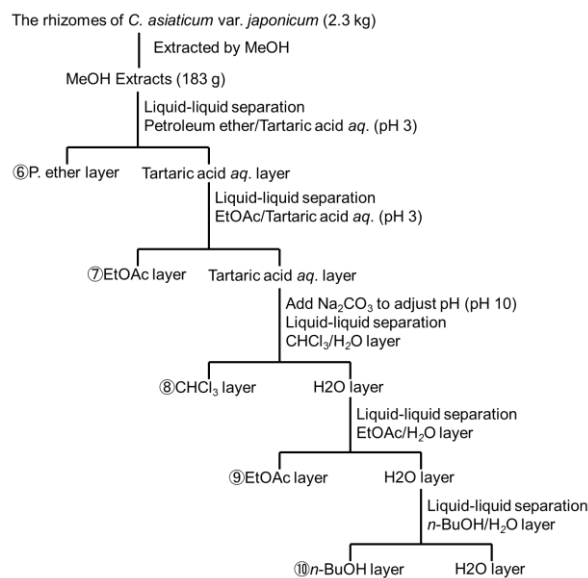 The rhizomes of C. asiaticum var. japonicum (2.3 kg)
Extracted by MeOH
MeOH Extracts (183 g)
Liquid-liquid separation
Petroleum ether/Tartaric acid aq. (pH 3)
⑥P. ether layer Tartaric acid aq. layer
Liquid-liquid separation
EtOAc/Tartaric acid aq. (pH 3)
⑦EtOAc layer Tartaric acid aq. layer
Add Na₂CO₃ to adjust pH (pH 10)
Liquid-liquid separation
CHCl₃/H₂O layer
⑧CHCl₃ layer H2O layer
Liquid-liquid separation
EtOAc/H₂O layer
⑨EtOAc layer H2O layer
Liquid-liquid separation
n-BuOH/H₂O layer
⑩n-BuOH layer H2O layer